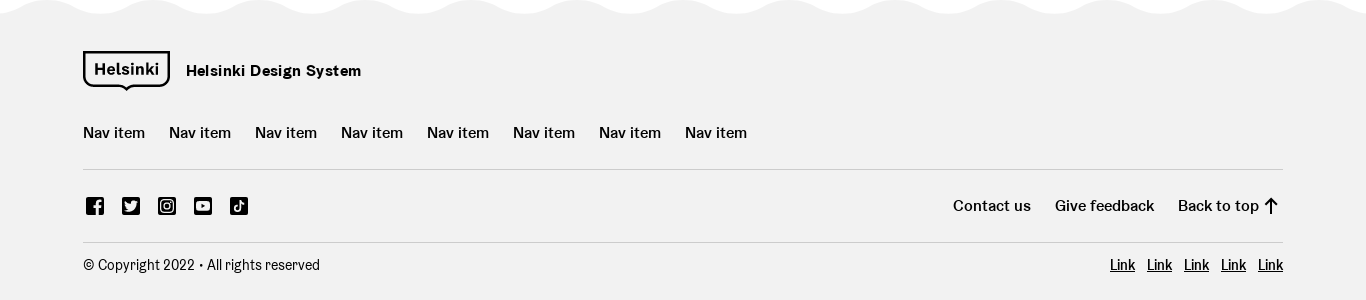 Helsinki Helsinki Design System
Nav item Nav item Nav item Nav item Nav item Nav item Nav item Nav item
Contact us Give feedback Back to top
© Copyright 2022 • All rights reserved Link Link Link Link Link